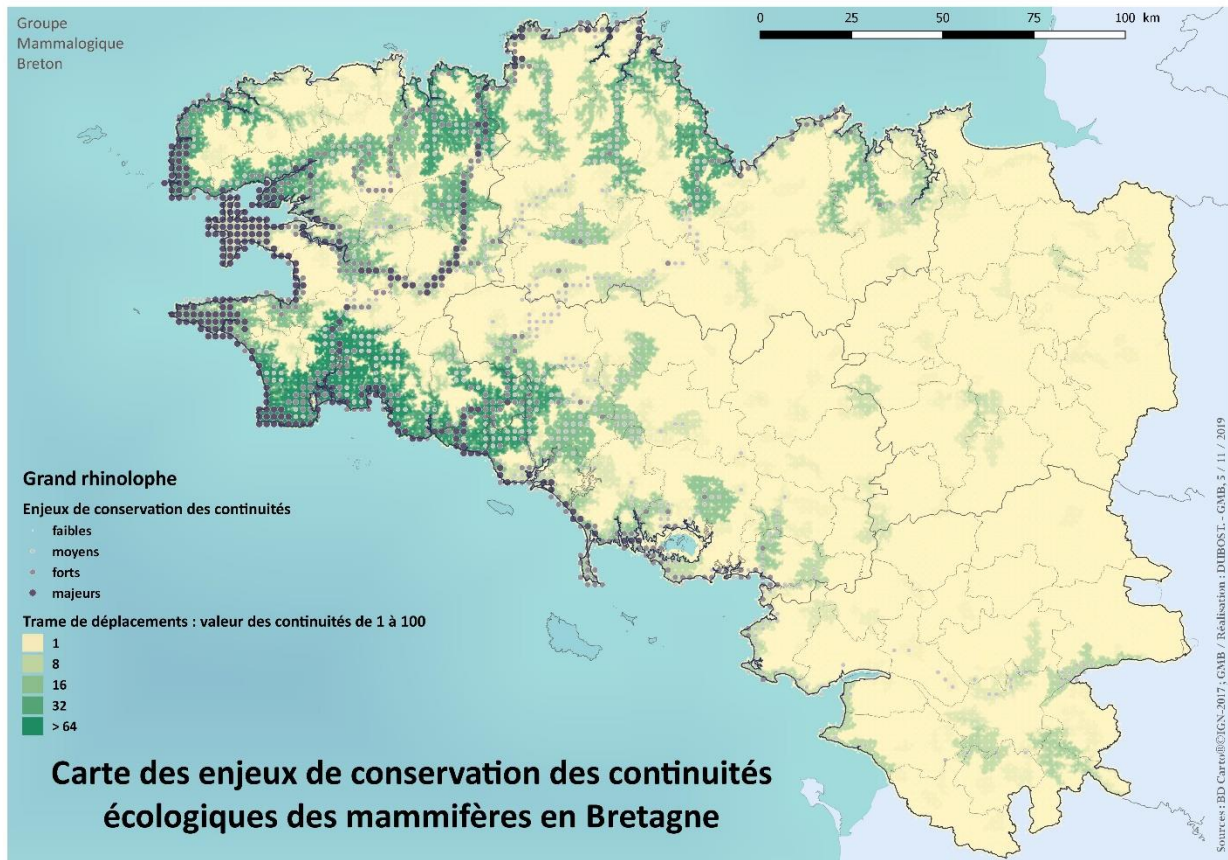 Groupe
Mammalogique
Breton
0 25 50 75 100 km
Grand rhinolophe
Enjeux de conservation des continuités
faibles
moyens
forts
majeurs
Trame de déplacements : valeur des continuités de 1 à 100
1
8
16
32
> 64
Carte des enjeux de conservation des continuités
écologiques des mammifères en Bretagne
Sources : BD Carto®©IGN-2017 ; GMB / Réalisation : DUBOST. - GMB, 5 / 11 / 2019